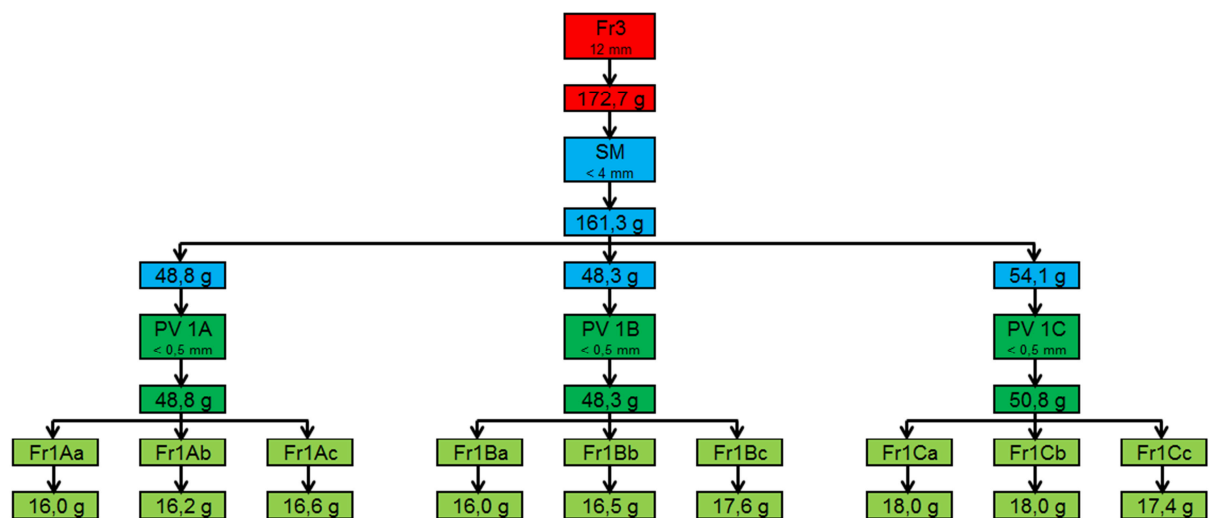 Fr3
12 mm
172,7 g
SM
< 4 mm
161,3 g
48,8 g
48,3 g
54,1 g
PV 1A
< 0,5 mm
PV 1B
< 0,5 mm
PV 1C
< 0,5 mm
48,8 g
48,3 g
50,8 g
Fr1Aa
Fr1Ab
Fr1Ac
Fr1Ba
Fr1Bb
Fr1Bc
Fr1Ca
Fr1Cb
Fr1Cc
16,0 g
16,2 g
16,6 g
16,0 g
16,5 g
17,6 g
18,0 g
18,0 g
17,4 g